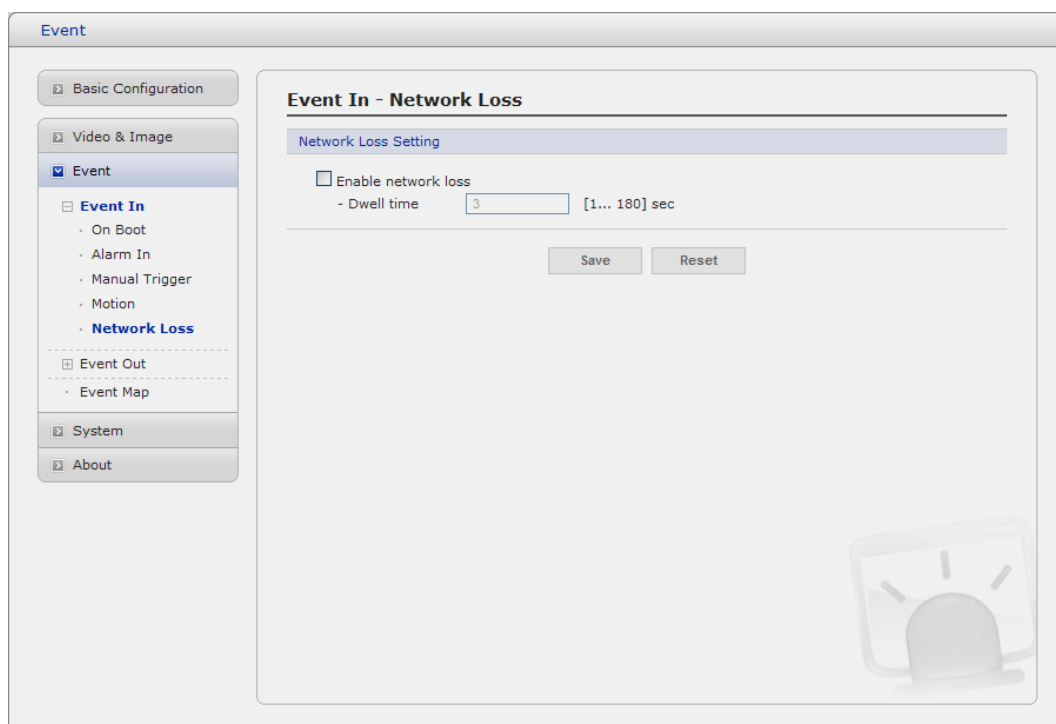 Event
Basic Configuration
Video & Image
Event
Event In
· On Boot
· Alarm In
· Manual Trigger
· Motion
· Network Loss
Event Out
· Event Map
System
About
Event In - Network Loss
Network Loss Setting
Enable network loss
- Dwell time 3 [1... 180] sec
Save Reset